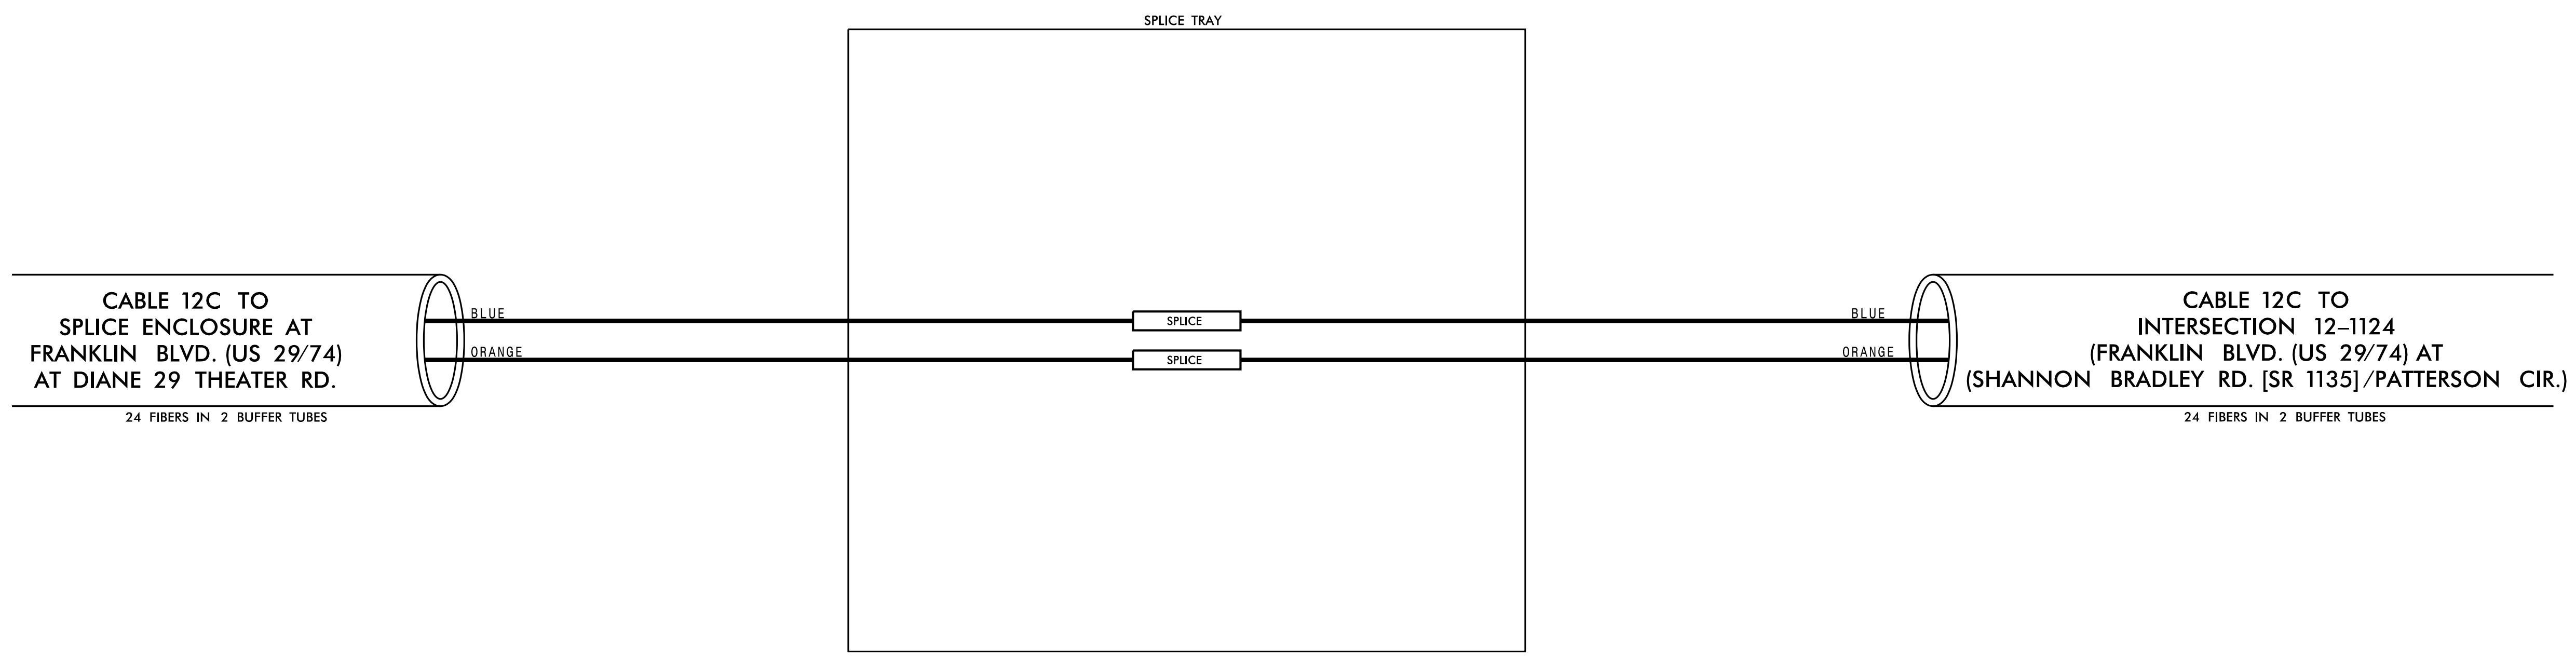 SPLICE TRAY
CABLE 12C TO
SPLICE ENCLOSURE AT
FRANKLIN BLVD. (US 29/74)
AT DIANE 29 THEATER RD.
24 FIBERS IN 2 BUFFER TUBES
BLUE
ORANGE
SPLICE
SPLICE
BLUE
ORANGE
CABLE 12C TO
INTERSECTION 12-1124
(FRANKLIN BLVD. (US 29/74) AT
(SHANNON BRADLEY RD. [SR 1135]/PATTERSON CIR.)
24 FIBERS IN 2 BUFFER TUBES